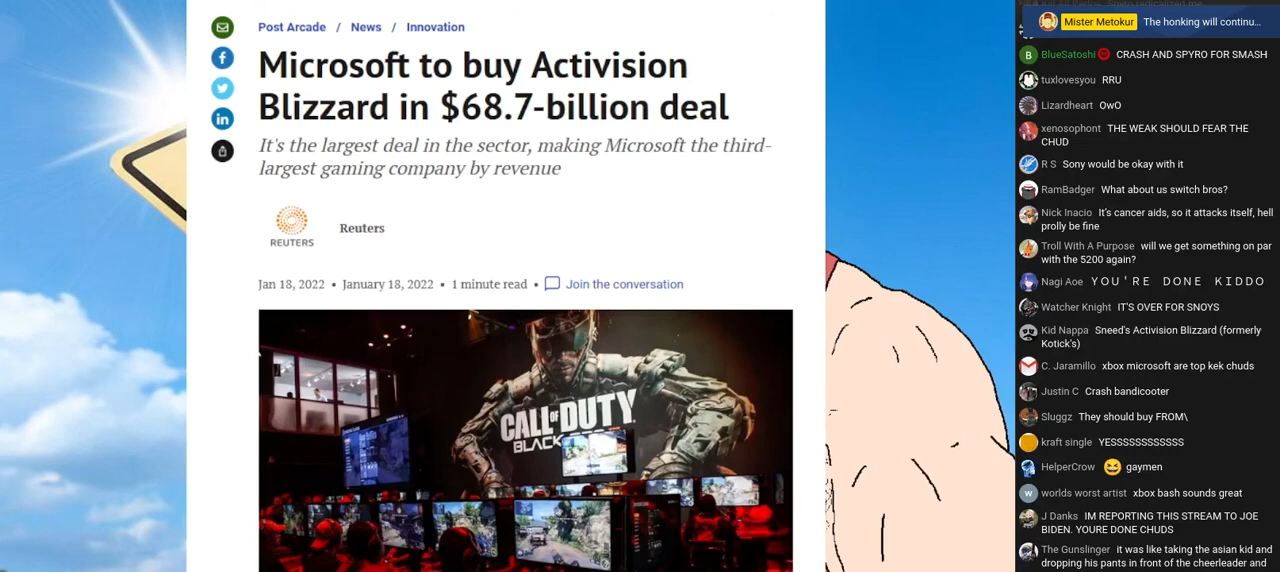 Post Arcade / News / Innovation
Microsoft to buy Activision
Blizzard in $68.7-billion deal
It's the largest deal in the sector, making Microsoft the third-
largest gaming company by revenue
REUTERS
Reuters
Jan 18, 2022 • January 18, 2022 • 1 minute read • Join the conversation
CALL OF DUTY
BLACK
Mister Metokur The honking will continu...
BlueSatoshi CRASH AND SPYRO FOR SMASH
tuxlovesyou RRU
Lizardheart OwO
xenosophont THE WEAK SHOULD FEAR THE
CHUD
R S Sony would be okay with it
RamBadger What about us switch bros?
Nick Inacio It's cancer aids, so it attacks itself, hell
prolly be fine
Troll With A Purpose will we get something on par
with the 5200 again?
Nagi Aoe ＹＯＵ＇ＲＥ ＤＯＮＥ ＫＩＤＤＯ
Watcher Knight IT'S OVER FOR SNOYS
Kid Nappa Sneed's Activision Blizzard (formerly
Kotick's)
C. Jaramillo xbox microsoft are top kek chuds
Justin C Crash bandicooter
Sluggz They should buy FROM\
kraft single YESSSSSSSSSSSS
HelperCrow 😆 gaymen
worlds worst artist xbox bash sounds great
J Danks IM REPORTING THIS STREAM TO JOE
BIDEN. YOURE DONE CHUDS
The Gunslinger it was like taking the asian kid and
dropping his pants in front of the cheerleader and